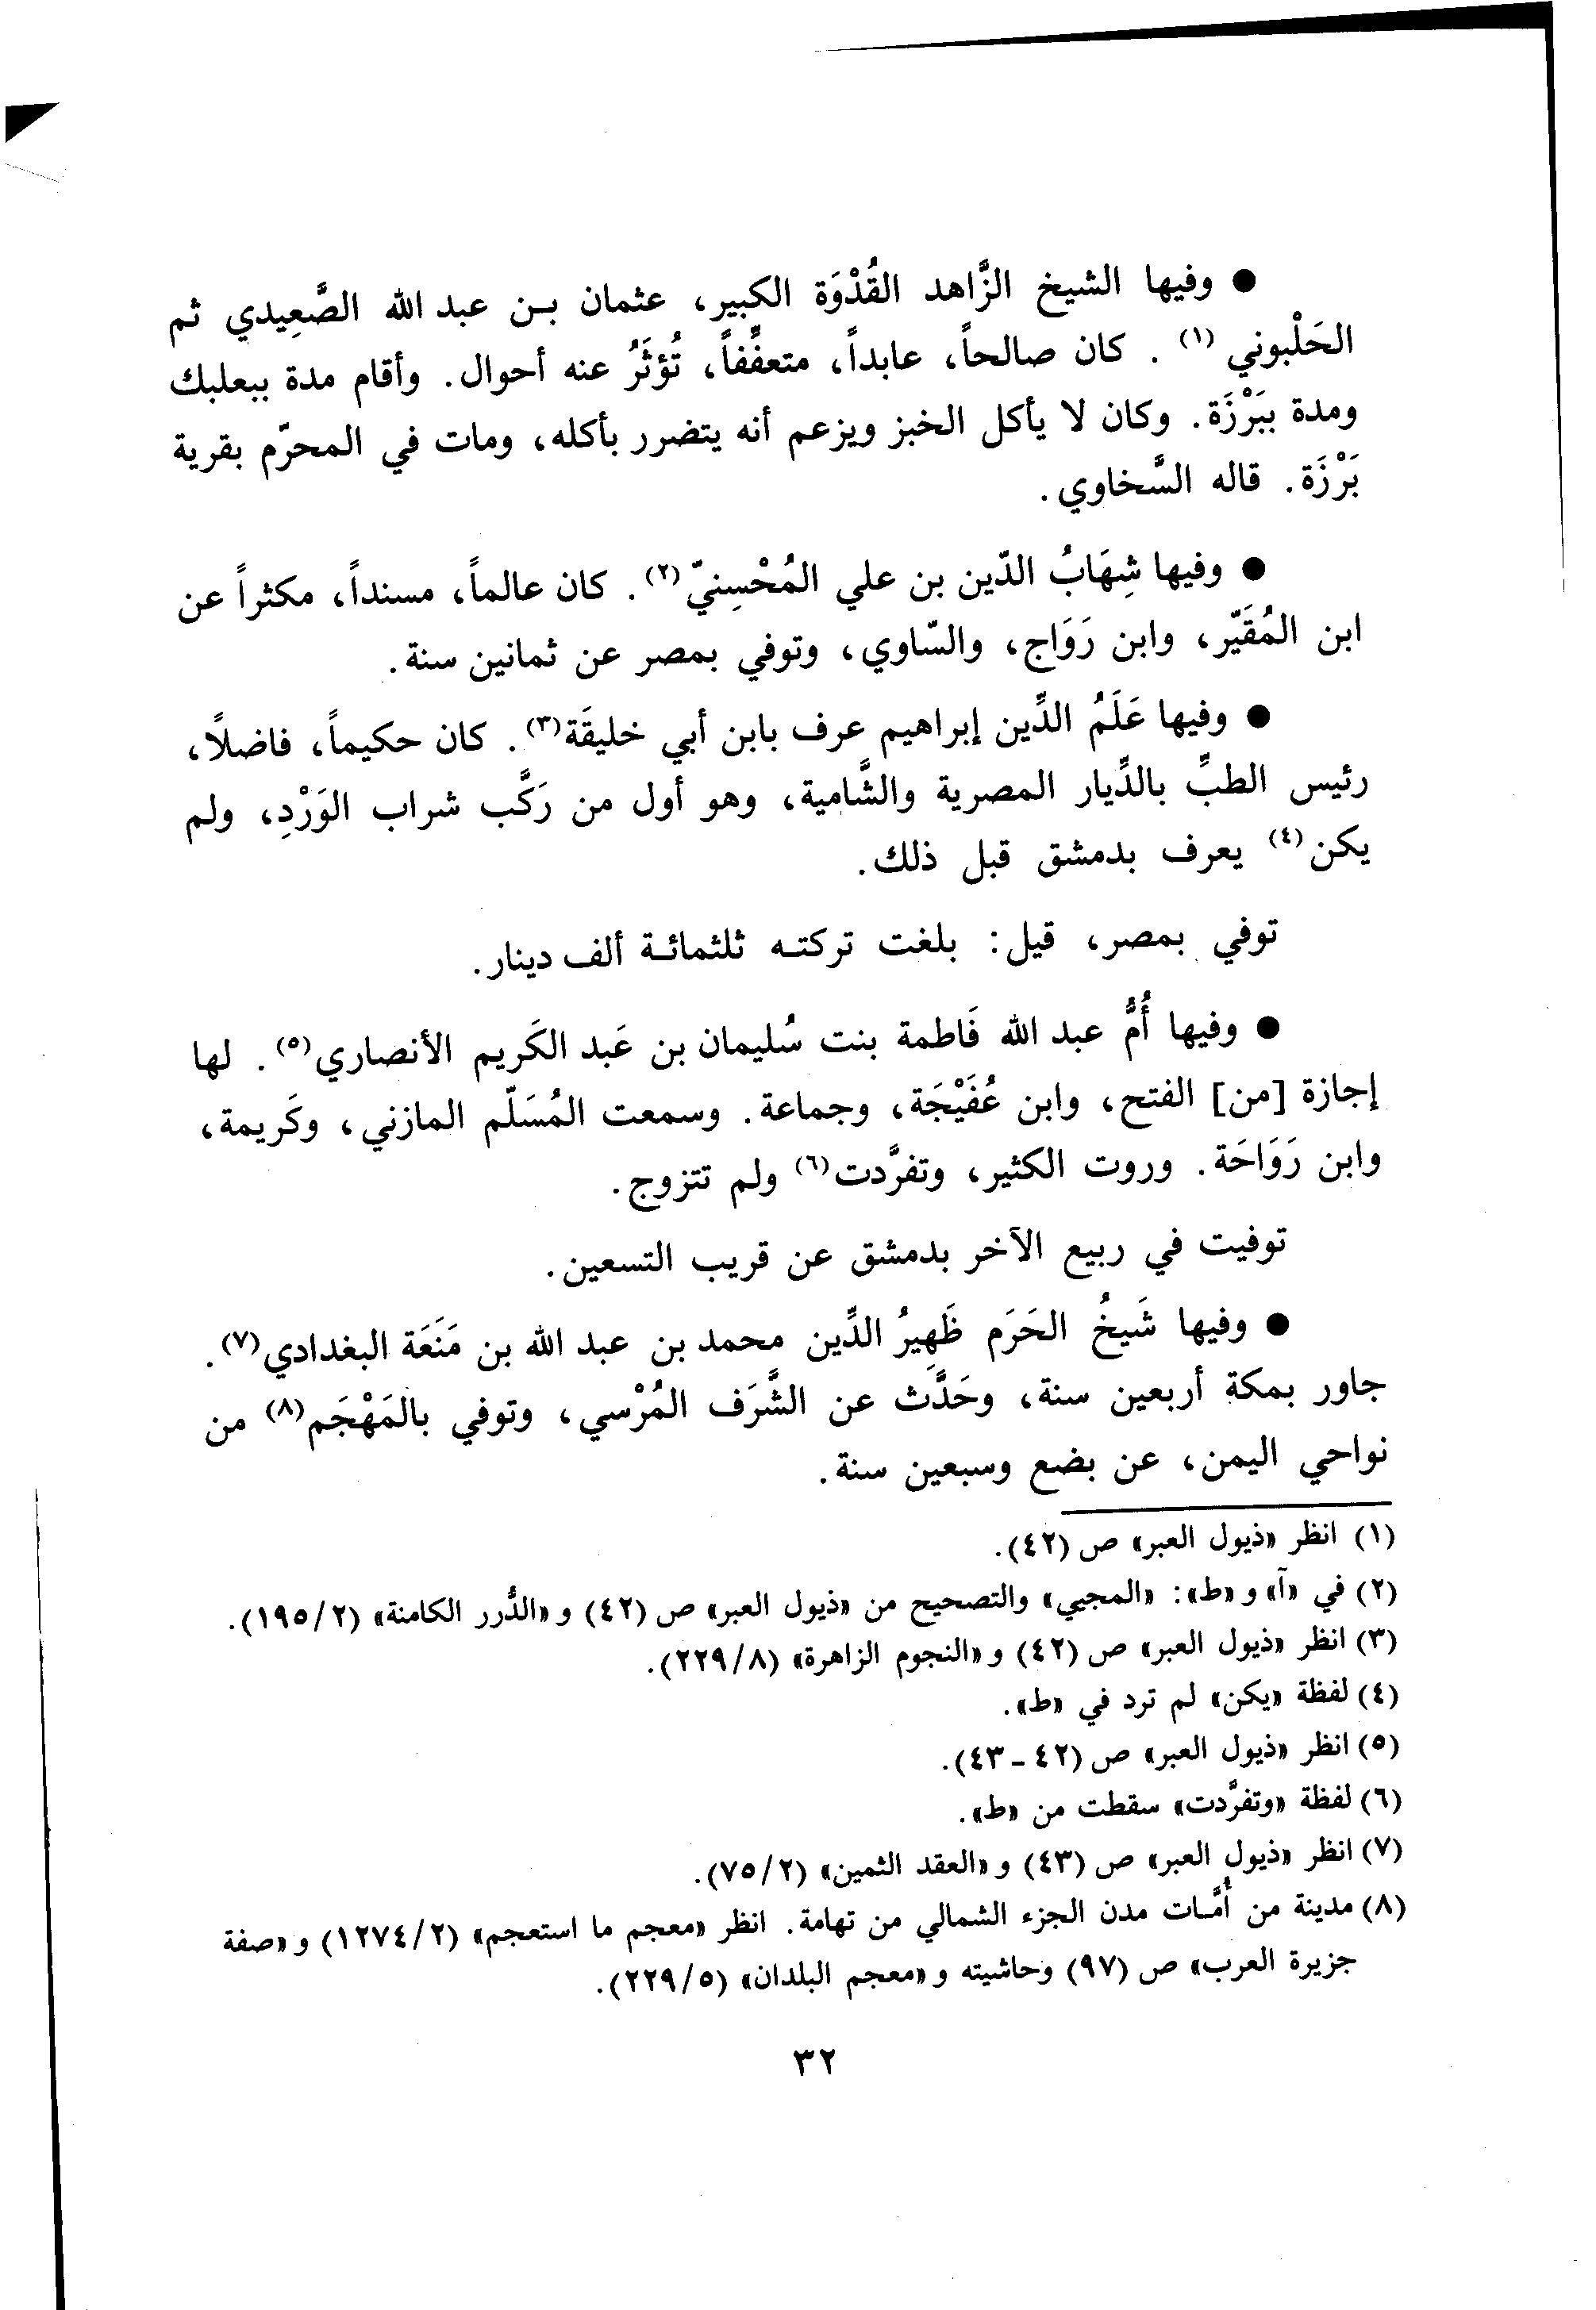 ● وفيها الشيخ الزَّاهد القُدْوَة الكبير، عثمان بـن عبد الله الصَّعِيدي ثم
الحَلْبوني (١) . كان صالحاً، عابداً، متعفِّفاً، تُؤثَرُ عنه أحوال. وأقام مدة ببعلبك
ومدة ببَرْزَة. وكان لا يأكل الخبز ويزعم أنه يتضرر بأكله، ومات في المحرّم بقرية
بَرْزَة. قاله السَّخاوي.
● وفيها شِهَابُ الدّين بن علي المُحْسِنيّ (٢) . كان عالماً، مسنداً، مكثراً عن
ابن المُقَيّر، وابن رَوَاج، والسّاوي، وتوفي بمصر عن ثمانين سنة.
● وفيها عَلَمُ الدِّين إبراهيم عرف بابن أبي خليقَة (٣) . كان حكيماً، فاضلاً،
رئيس الطبِّ بالدِّيار المصرية والشَّامية، وهو أول من رَكَّب شراب الوَرْدِ، ولم
يكن (٤) يعرف بدمشق قبل ذلك.
توفي بمصر، قيل: بلغت تركتـه ثلثمائـة ألف دينار.
● وفيها أُمُّ عبد الله فَاطمة بنت سُليمان بن عَبد الكَريم الأنصاري (٥) . لها
إجازة [من] الفتح، وابن عُفَيْجَة، وجماعة. وسمعت المُسَلّم المازني، وكَريمة،
وابن رَوَاحَة. وروت الكثير، وتفرَّدت (٦) ولم تتزوج.
توفيت في ربيع الآخر بدمشق عن قريب التسعين.
● وفيها شَيخُ الحَرَم ظَهِيرُ الدِّين محمد بن عبد الله بن مَنَعَة البغدادي (٧) .
جاور بمكة أربعين سنة، وحَدَّث عن الشَّرَف المُرْسي، وتوفي بالمَهْجَم (٨) من
نواحي اليمن، عن بضع وسبعين سنة.
(١) انظر «ذيول العبر» ص (٤٢).
(٢) في «آ» و «ط»: «المجيي» والتصحيح من «ذيول العبر» ص (٤٢) و «الدُّرر الكامنة» (٢/ ١٩٥).
(٣) انظر «ذيول العبر» ص (٤٢) و «النجوم الزاهرة» (٨/ ٢٢٩).
(٤) لفظة «يكن» لم ترد في «ط».
(٥) انظر «ذيول العبر» ص (٤٢ ـ ٤٣).
(٦) لفظة «وتفرَّدت» سقطت من «ط».
(٧) انظر «ذيول العبر» ص (٤٣) و «العقد الثمين» (٢/ ٧٥).
(٨) مدينة من أُمَّـات مدن الجزء الشمالي من تهامة. انظر «معجم ما استعجم» (٢/ ١٢٧٤) و «صفة
جزيرة العرب» ص (٩٧) وحاشيته و «معجم البلدان» (٥/ ٢٢٩).
٣٢